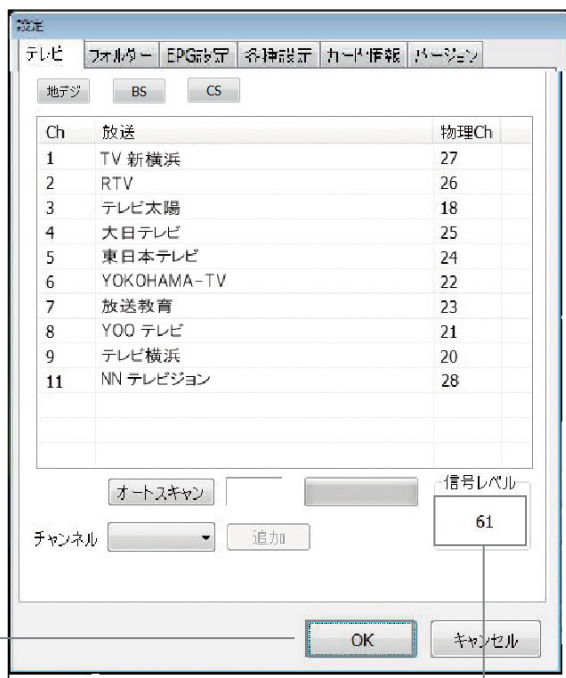 設定
テレビ フォルダー EPG設定 各種設定 カード情報 バージョン
地デジ BS CS
Ch 放送 物理Ch
1 TV 新横浜 27
2 RTV 26
3 テレビ太陽 18
4 大日テレビ 25
5 東日本テレビ 24
6 YOKOHAMA-TV 22
7 放送教育 23
8 YOO テレビ 21
9 テレビ横浜 20
11 NN テレビジョン 28
オートスキャン 信号レベル
61
チャンネル 追加
OK キャンセル